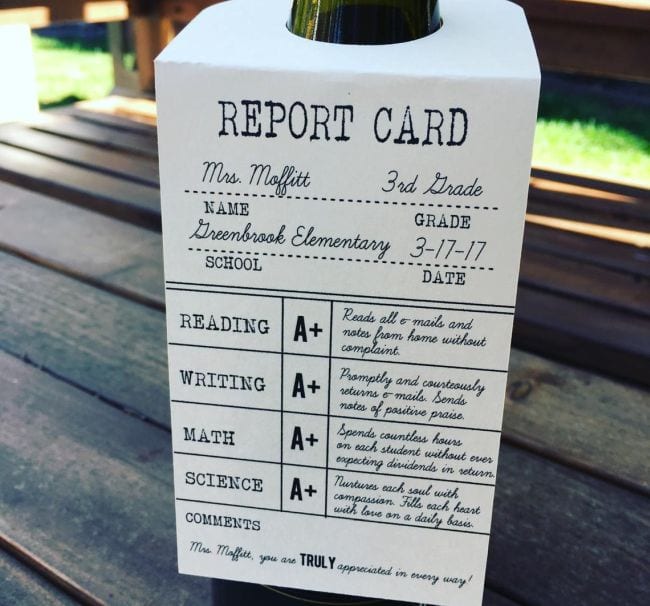 REPORT CARD
Mrs. Moffitt 3rd Grade
NAME GRADE
Greenbrook Elementary 3-17-17
SCHOOL DATE
READING A+ Reads all e-mails and
notes from home without
complaint.
WRITING A+ Promptly and courteously
returns e-mails. Sends
notes of positive praise.
MATH A+ Spends countless hours
on each student without ever
expecting dividends in return.
SCIENCE A+ Nurtures each soul with
compassion. Fills each heart
with love on a daily basis.
COMMENTS
Mrs. Moffitt, you are TRULY appreciated in every way!